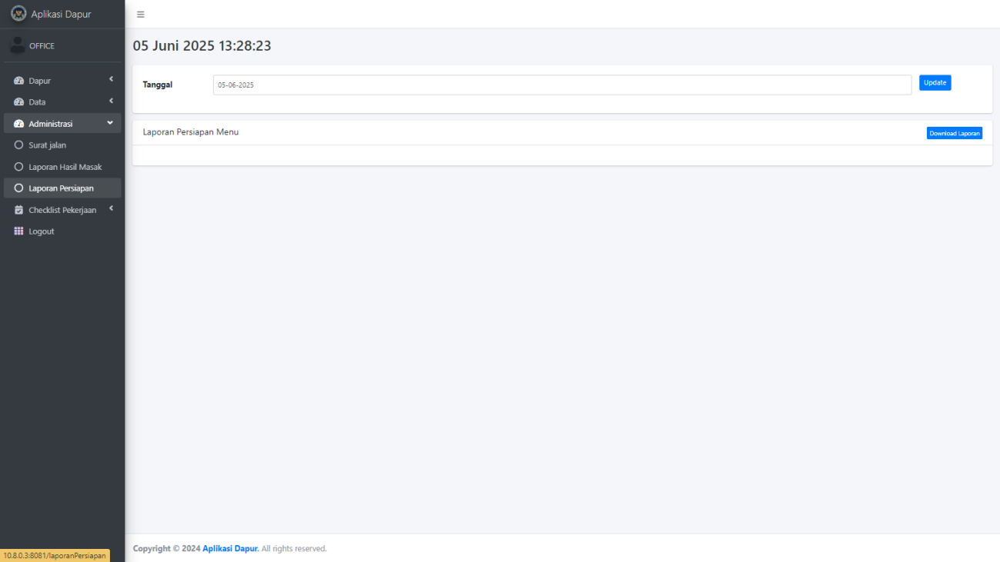 Aplikasi Dapur
OFFICE
Dapur
Data
Administrasi
Surat jalan
Laporan Hasil Masak
Laporan Persiapan
Checklist Pekerjaan
Logout
10.8.0.3:8081/laporanPersiapan
05 Juni 2025 13:28:23
Tanggal
05-06-2025
Update
Laporan Persiapan Menu
Download Laporan
Copyright © 2024 Aplikasi Dapur. All rights reserved.